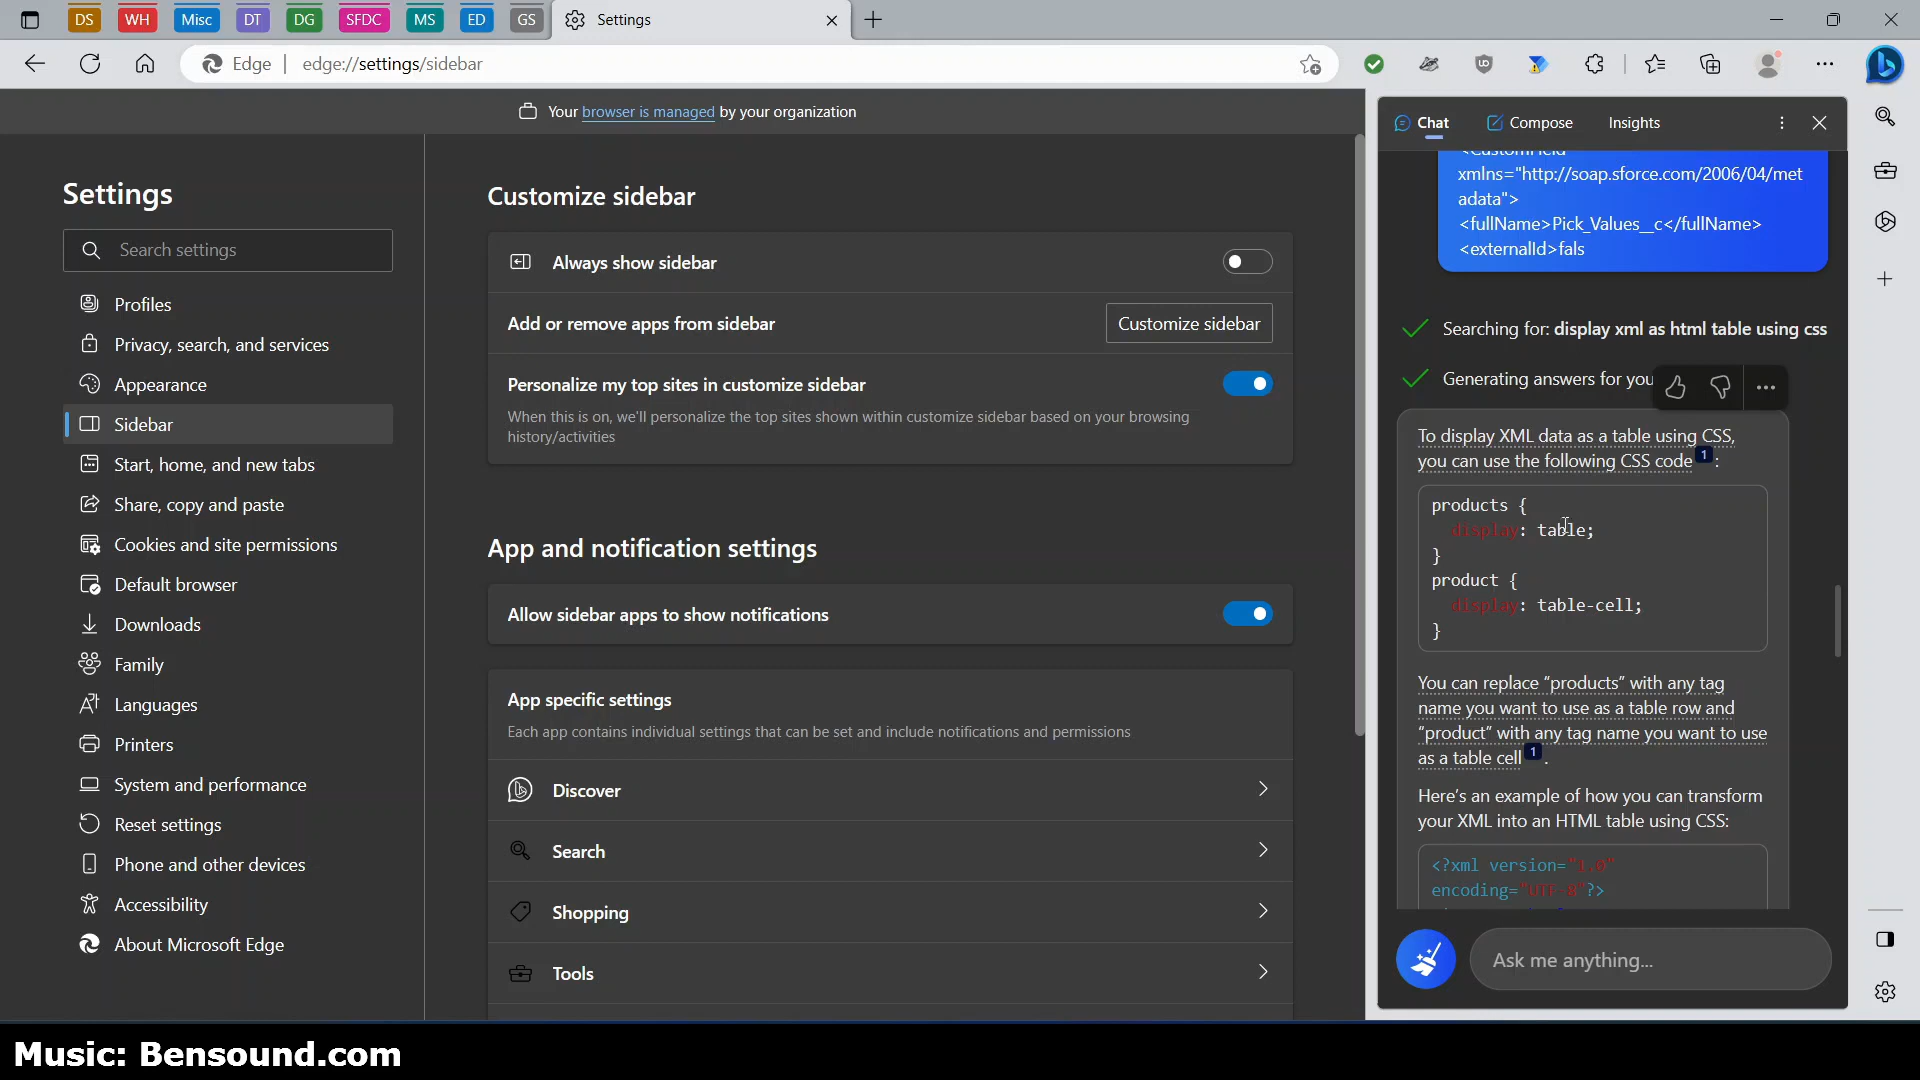 DS
WH
Misc
DT
DG
SFDC
MS
ED
GS
Settings
Edge
edge://settings/sidebar
Your browser is managed by your organization
Settings
Search settings
Profiles
Privacy, search, and services
Appearance
Sidebar
Start, home, and new tabs
Share, copy and paste
Cookies and site permissions
Default browser
Downloads
Family
Languages
Printers
System and performance
Reset settings
Phone and other devices
Accessibility
About Microsoft Edge
Customize sidebar
Always show sidebar
Add or remove apps from sidebar
Customize sidebar
Personalize my top sites in customize sidebar
When this is on, we'll personalize the top sites shown within customize sidebar based on your browsing
history/activities
App and notification settings
Allow sidebar apps to show notifications
App specific settings
Each app contains individual settings that can be set and include notifications and permissions
Discover
Search
Shopping
Tools
Chat
Compose
Insights
<CustomField
xmlns="http://soap.sforce.com/2006/04/met
adata">
<fullName>Pick_Values__c</fullName>
<externalId>fals
Searching for: display xml as html table using css
Generating answers for you
To display XML data as a table using CSS,
you can use the following CSS code 1 :
products {
display: table;
}
product {
display: table-cell;
}
You can replace “products” with any tag
name you want to use as a table row and
“product” with any tag name you want to use
as a table cell 1 .
Here’s an example of how you can transform
your XML into an HTML table using CSS:
<?xml version="1.0"
encoding="UTF-8"?>
Ask me anything...
Music: Bensound.com